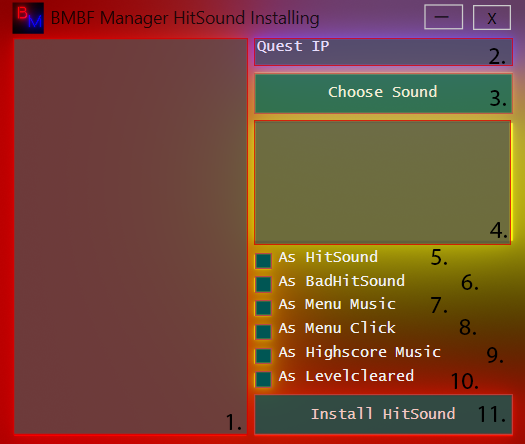 BM BMBF Manager HitSound Installing — X
Quest IP 2.
Choose Sound 3.
4.
As HitSound 5.
As BadHitSound 6.
As Menu Music 7.
As Menu Click 8.
As Highscore Music 9.
As Levelcleared 10.
Install HitSound 11.
1.